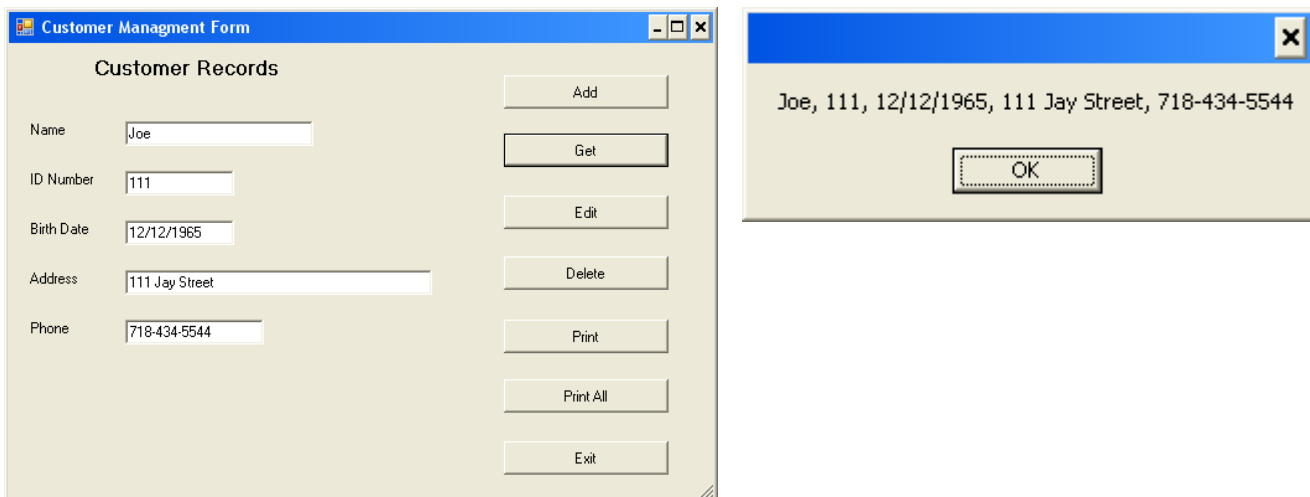 Customer Managment Form
Customer Records
Name Joe
ID Number 111
Birth Date 12/12/1965
Address 111 Jay Street
Phone 718-434-5544
Add
Get
Edit
Delete
Print
Print All
Exit
Joe, 111, 12/12/1965, 111 Jay Street, 718-434-5544
OK